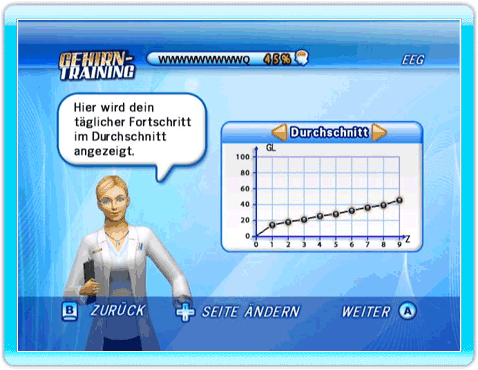 GEHIRN-
TRAINING
WWWWWWWWWWQ 45%
EEG
Hier wird dein
täglicher Fortschritt
im Durchschnitt
angezeigt.
Durchschnitt
GL
100
80
60
40
20
0
0 1 2 3 4 5 6 7 8 9 Z
B ZURÜCK
SEITE ÄNDERN
WEITER A